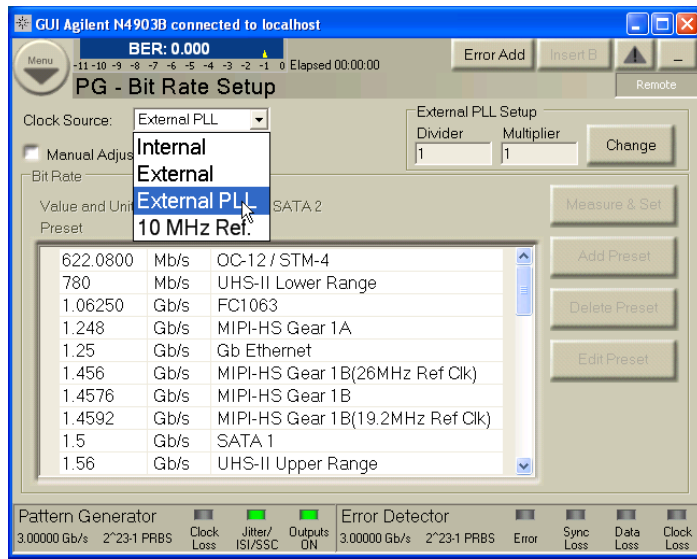 GUI Agilent N4903B connected to localhost
Menu
BER: 0.000
-11 -10 -9 -8 -7 -6 -5 -4 -3 -2 -1 0
Elapsed 00:00:00
Error Add
Insert B
PG - Bit Rate Setup
Remote
Clock Source:
External PLL
Internal
External
External PLL
10 MHz Ref.
External PLL Setup
Divider
Multiplier
1
1
Change
Bit Rate
SATA 2
Preset
Measure & Set
Add Preset
Delete Preset
Edit Preset
622.0800 Mb/s OC-12 / STM-4
780 Mb/s UHS-II Lower Range
1.06250 Gb/s FC1063
1.248 Gb/s MIPI-HS Gear 1A
1.25 Gb/s Gb Ethernet
1.456 Gb/s MIPI-HS Gear 1B(26MHz Ref Clk)
1.4576 Gb/s MIPI-HS Gear 1B
1.4592 Gb/s MIPI-HS Gear 1B(19.2MHz Ref Clk)
1.5 Gb/s SATA 1
1.56 Gb/s UHS-II Upper Range
Pattern Generator
3.00000 Gb/s 2^23-1 PRBS
Clock Loss
Jitter/ ISI/SSC
Outputs ON
Error Detector
3.00000 Gb/s 2^23-1 PRBS
Error
Sync Loss
Data Loss
Clock Loss